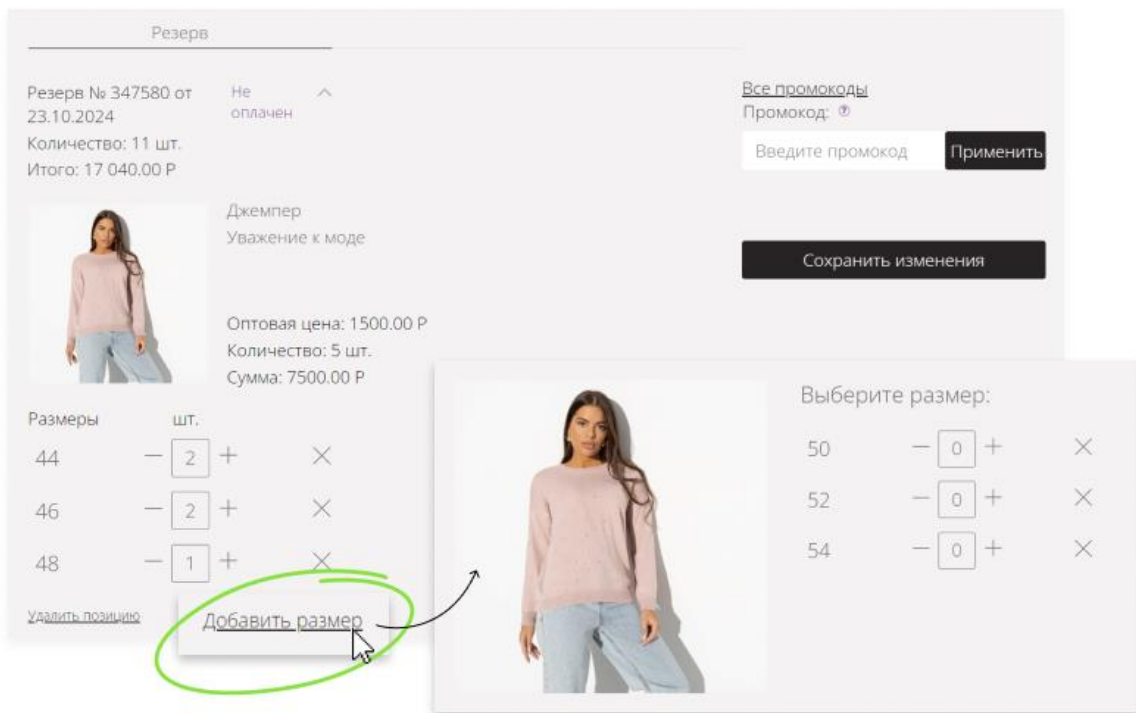 Резерв
Резерв № 347580 от
23.10.2024
Количество: 11 шт.
Итого: 17 040.00 Р
Не
оплачен
Все промокоды
Промокод: ?
Введите промокод
Применить
Сохранить изменения
Джемпер
Уважение к моде
Оптовая цена: 1500.00 Р
Количество: 5 шт.
Сумма: 7500.00 Р
Размеры шт.
44 — 2 + ×
46 — 2 + ×
48 — 1 + ×
Удалить позицию
Добавить размер
Выберите размер:
50 — 0 + ×
52 — 0 + ×
54 — 0 + ×